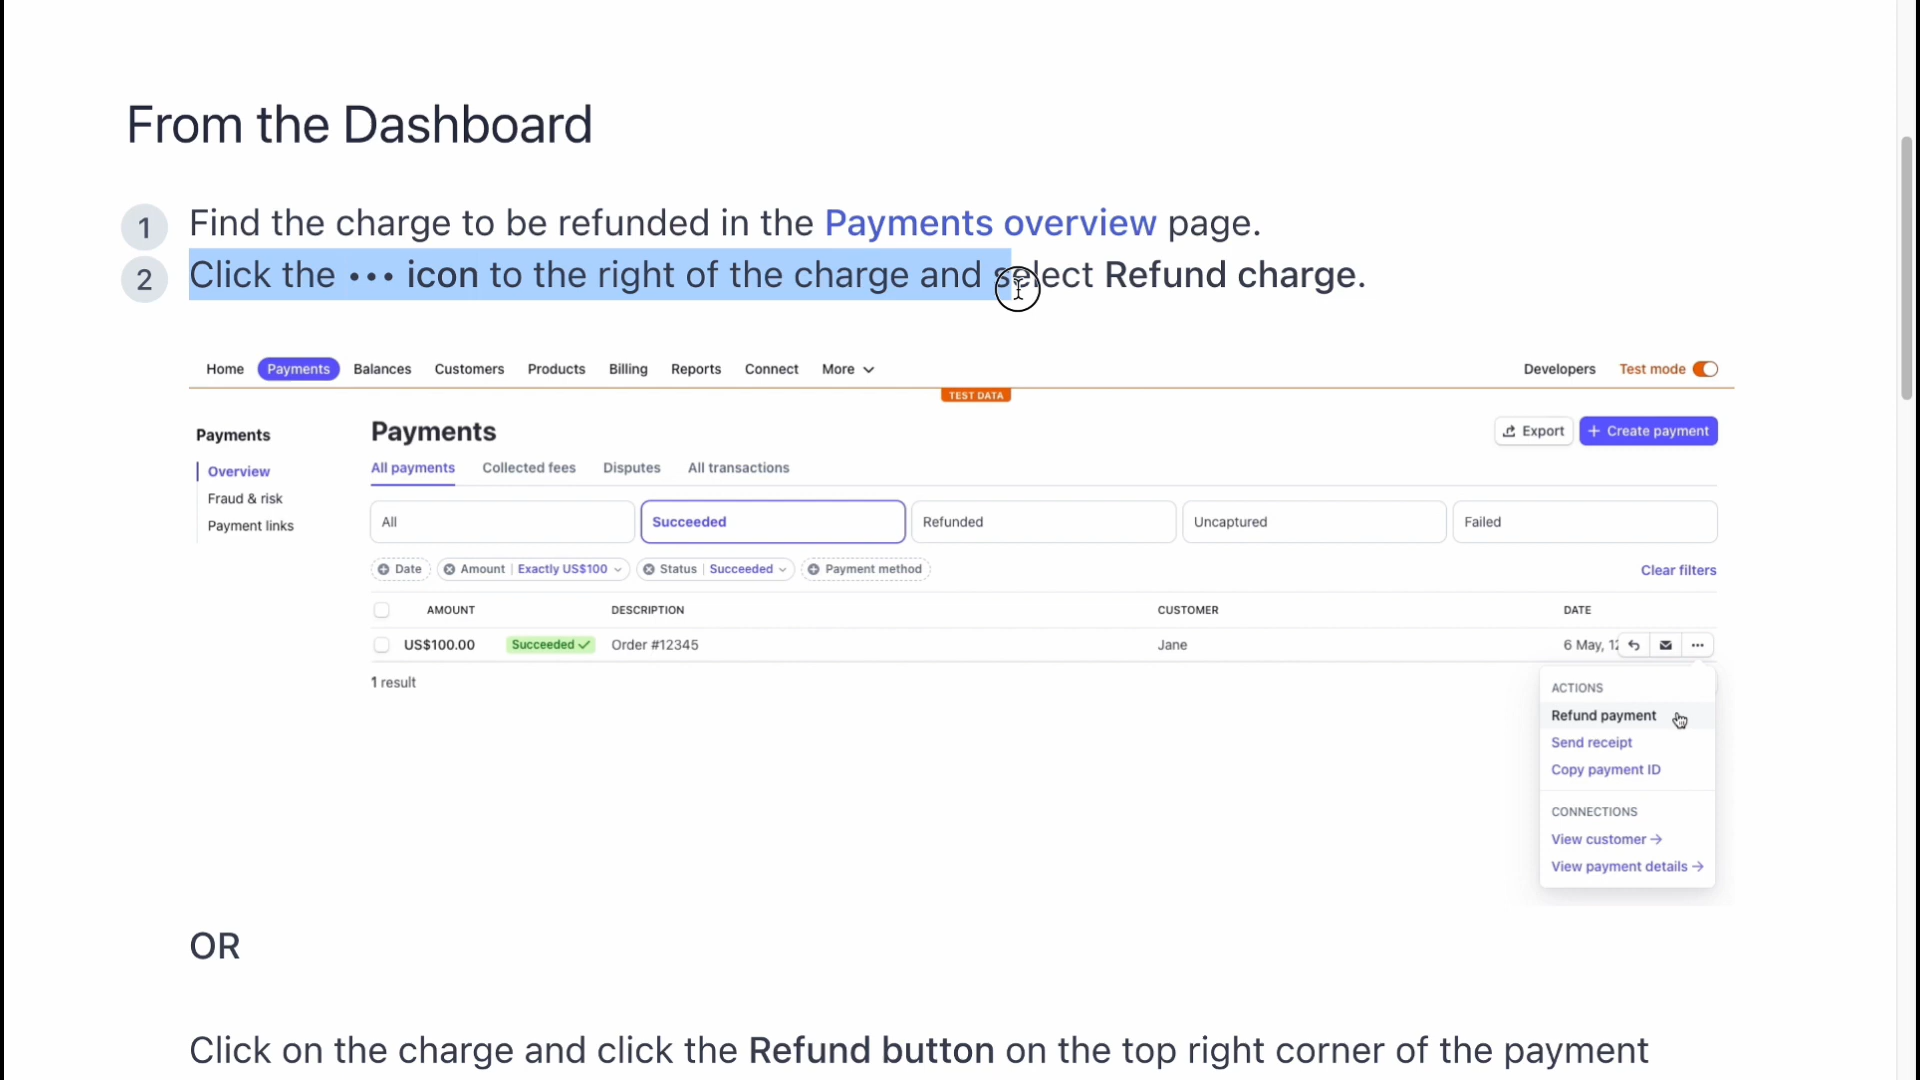 From the Dashboard
1 Find the charge to be refunded in the Payments overview page.
2 Click the ••• icon to the right of the charge and select Refund charge.
Home Payments Balances Customers Products Billing Reports Connect More Developers Test mode
TEST DATA
Payments
Overview
Fraud & risk
Payment links
Payments
Export + Create payment
All payments Collected fees Disputes All transactions
All Succeeded Refunded Uncaptured Failed
Date Amount | Exactly US$100 Status | Succeeded Payment method Clear filters
AMOUNT DESCRIPTION CUSTOMER DATE
US$100.00 Succeeded ✓ Order #12345 Jane 6 May, 12 •••
1 result
ACTIONS
Refund payment
Send receipt
Copy payment ID
CONNECTIONS
View customer →
View payment details →
OR
Click on the charge and click the Refund button on the top right corner of the payment